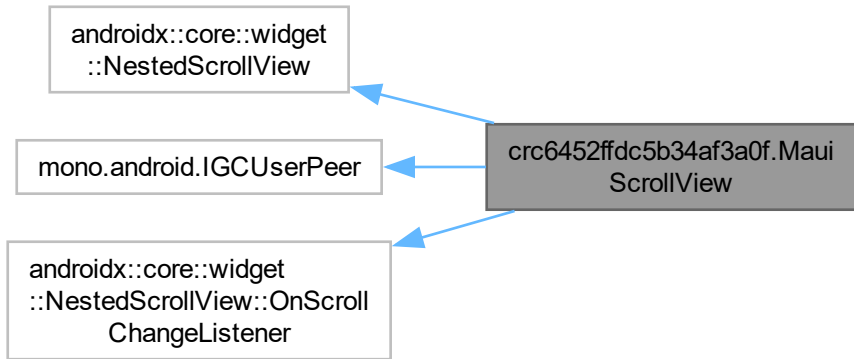 androidx::core::widget
::NestedScrollView
mono.android.IGCUserPeer
androidx::core::widget
::NestedScrollView::OnScroll
ChangeListener
crc6452ffdc5b34af3a0f.Maui
ScrollView